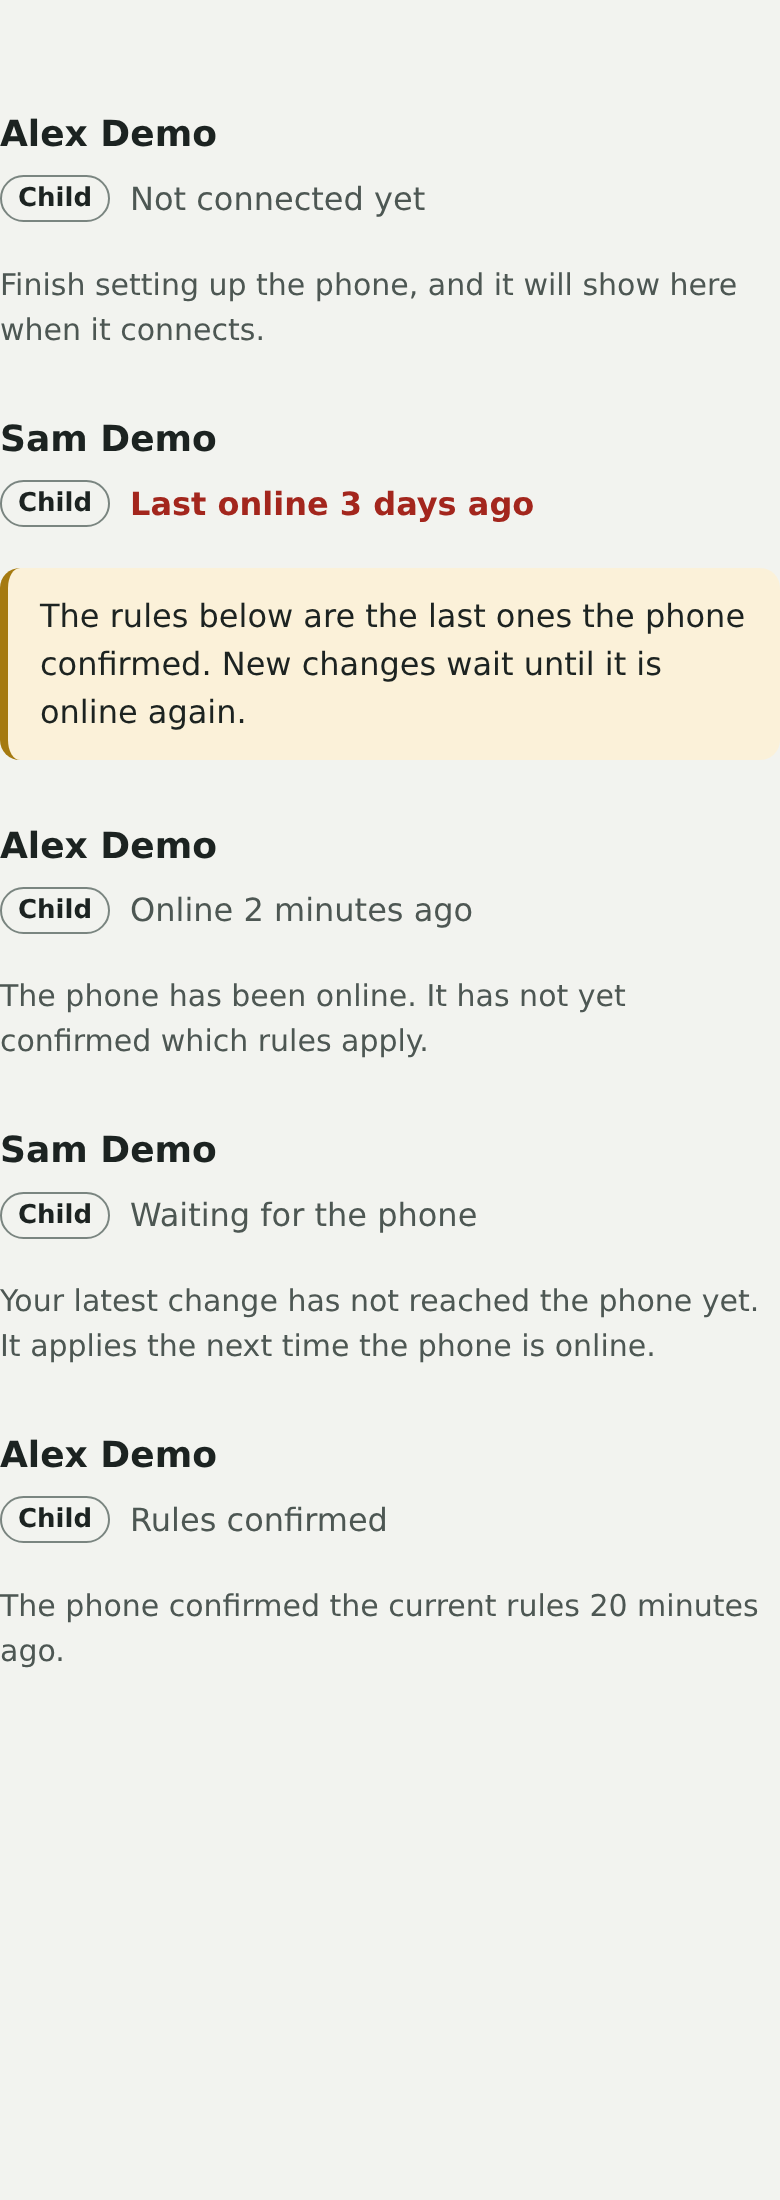 Alex Demo
Child Not connected yet
Finish setting up the phone, and it will show here
when it connects.
Sam Demo
Child Last online 3 days ago
The rules below are the last ones the phone
confirmed. New changes wait until it is
online again.
Alex Demo
Child Online 2 minutes ago
The phone has been online. It has not yet
confirmed which rules apply.
Sam Demo
Child Waiting for the phone
Your latest change has not reached the phone yet.
It applies the next time the phone is online.
Alex Demo
Child Rules confirmed
The phone confirmed the current rules 20 minutes
ago.